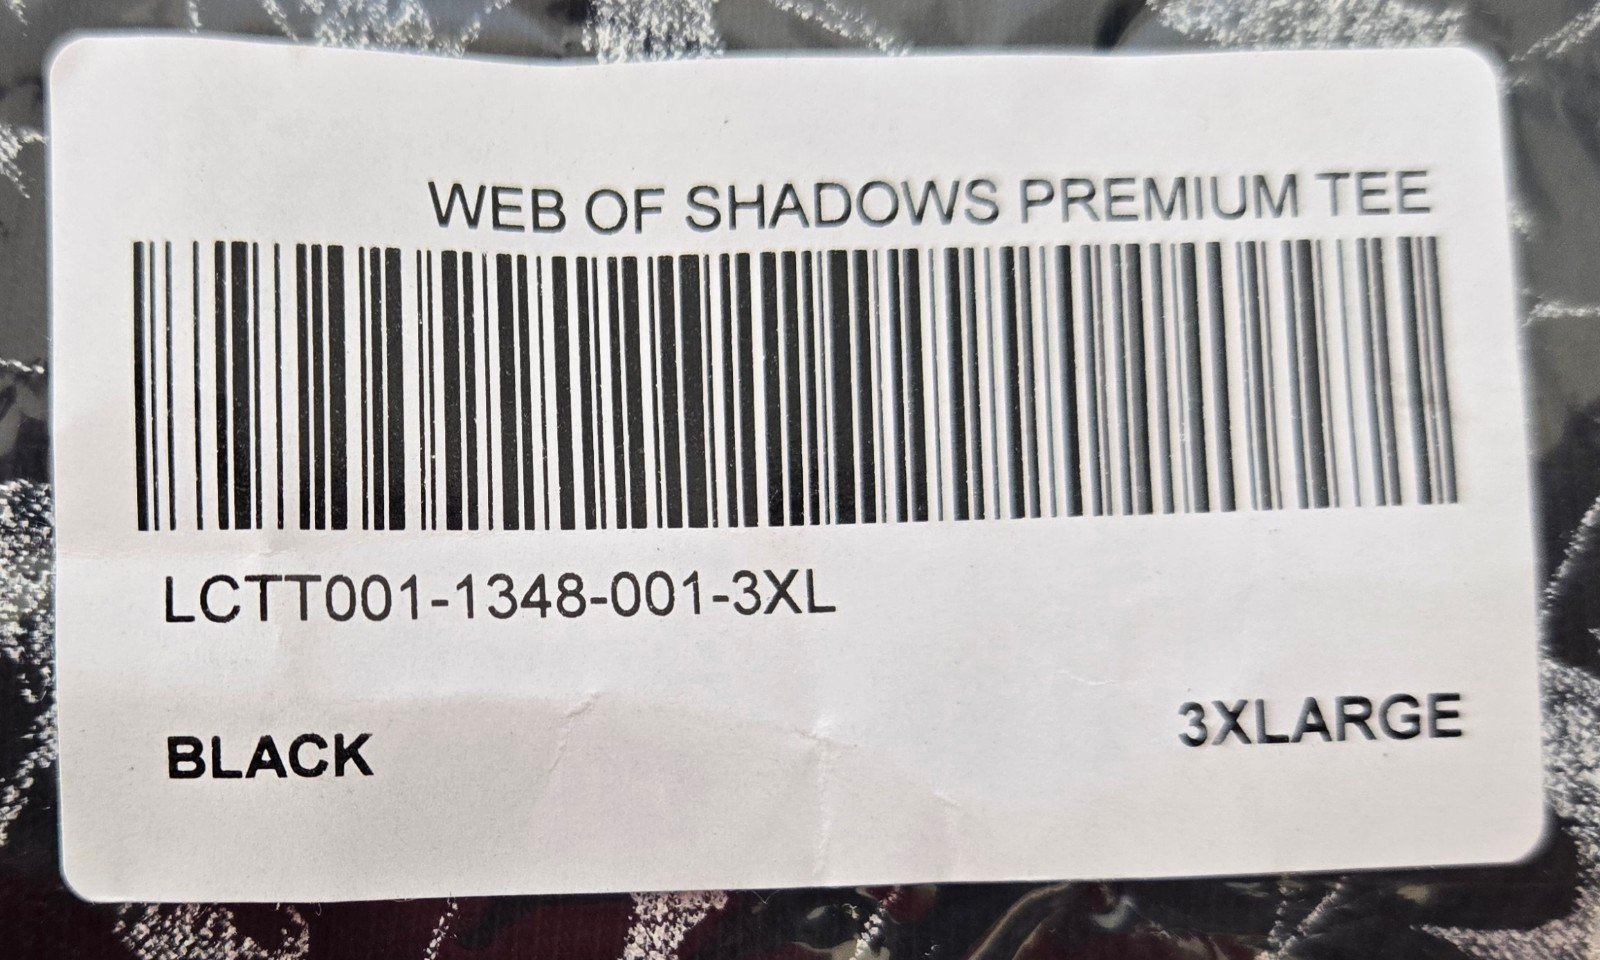 WEB OF SHADOWS PREMIUM TEE
LCTT001-1348-001-3XL
BLACK
3XLARGE